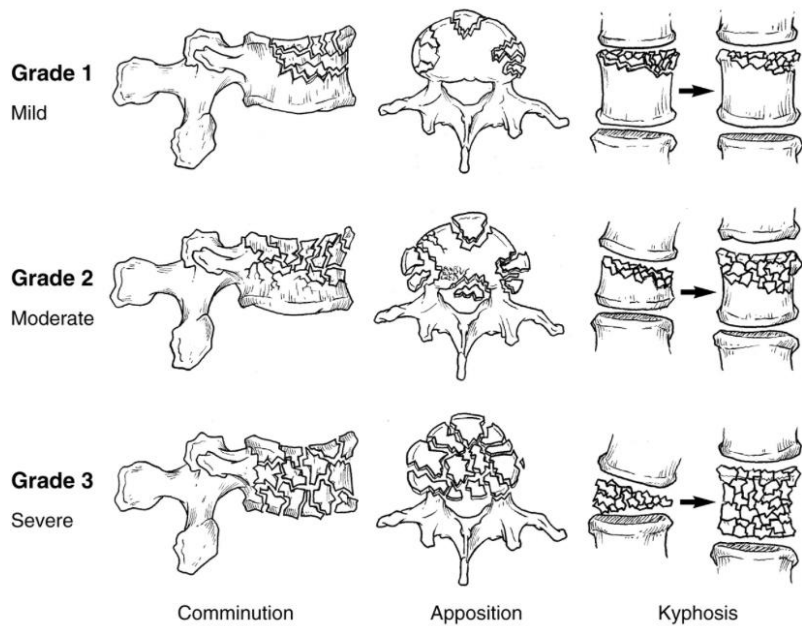 Grade 1
Mild
Grade 2
Moderate
Grade 3
Severe
Comminution
Apposition
Kyphosis